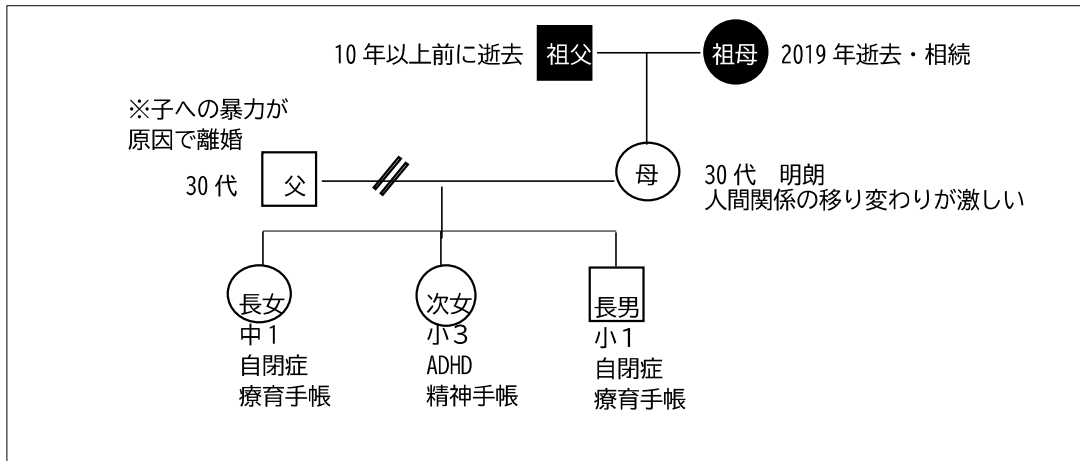 10年以上前に逝去
祖父
祖母
2019年逝去・相続
※子への暴力が
原因で離婚
30代
父
母
30代　明朗
人間関係の移り変わりが激しい
長女
中１
自閉症
療育手帳
次女
小３
ADHD
精神手帳
長男
小１
自閉症
療育手帳